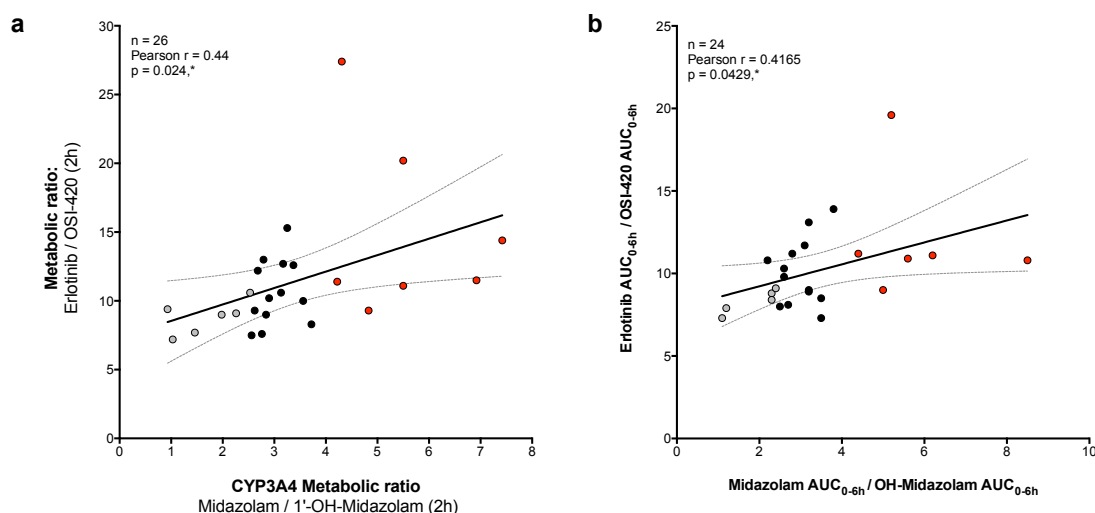 a
n = 26
Pearson r = 0.44
p = 0.024,*
Metabolic ratio:
Erlotinib / OSI-420 (2h)
30
25
20
15
10
5
0
0 1 2 3 4 5 6 7 8
CYP3A4 Metabolic ratio
Midazolam / 1'-OH-Midazolam (2h)
b
n = 24
Pearson r = 0.4165
p = 0.0429,*
Erlotinib AUC0-6h / OSI-420 AUC0-6h
25
20
15
10
5
0
0 2 4 6 8 10
Midazolam AUC0-6h / OH-Midazolam AUC0-6h